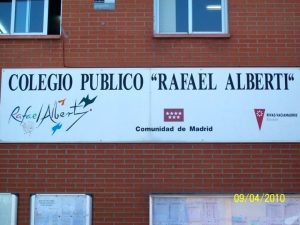 COLEGIO PUBLICO "RAFAEL ALBERTI"
Rafael Alberti
Comunidad de Madrid
RIVAS VACIAMADRID
09/04/2010